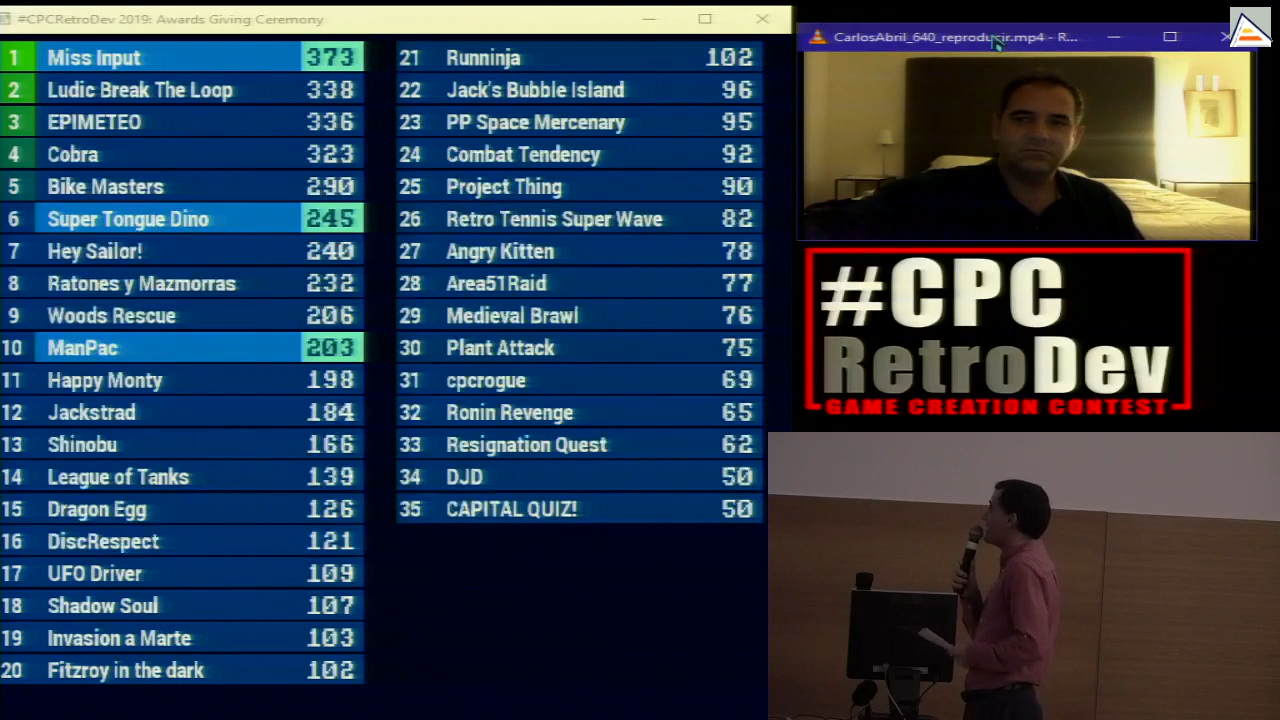 #CPCRetroDev 2019: Awards Giving Ceremony
1 Miss Input 373
2 Ludic Break The Loop 338
3 EPIMETEO 336
4 Cobra 323
5 Bike Masters 290
6 Super Tongue Dino 245
7 Hey Sailor! 240
8 Ratones y Mazmorras 232
9 Woods Rescue 206
10 ManPac 203
11 Happy Monty 198
12 Jackstrad 184
13 Shinobu 166
14 League of Tanks 139
15 Dragon Egg 126
16 DiscRespect 121
17 UFO Driver 109
18 Shadow Soul 107
19 Invasion a Marte 103
20 Fitzroy in the dark 102
21 Runninja 102
22 Jack's Bubble Island 96
23 PP Space Mercenary 95
24 Combat Tendency 92
25 Project Thing 90
26 Retro Tennis Super Wave 82
27 Angry Kitten 78
28 Area51Raid 77
29 Medieval Brawl 76
30 Plant Attack 75
31 cpcrogue 69
32 Ronin Revenge 65
33 Resignation Quest 62
34 DJD 50
35 CAPITAL QUIZ! 50
CarlosAbril_640_reproducir.mp4 - R...
#CPC
RetroDev
GAME CREATION CONTEST